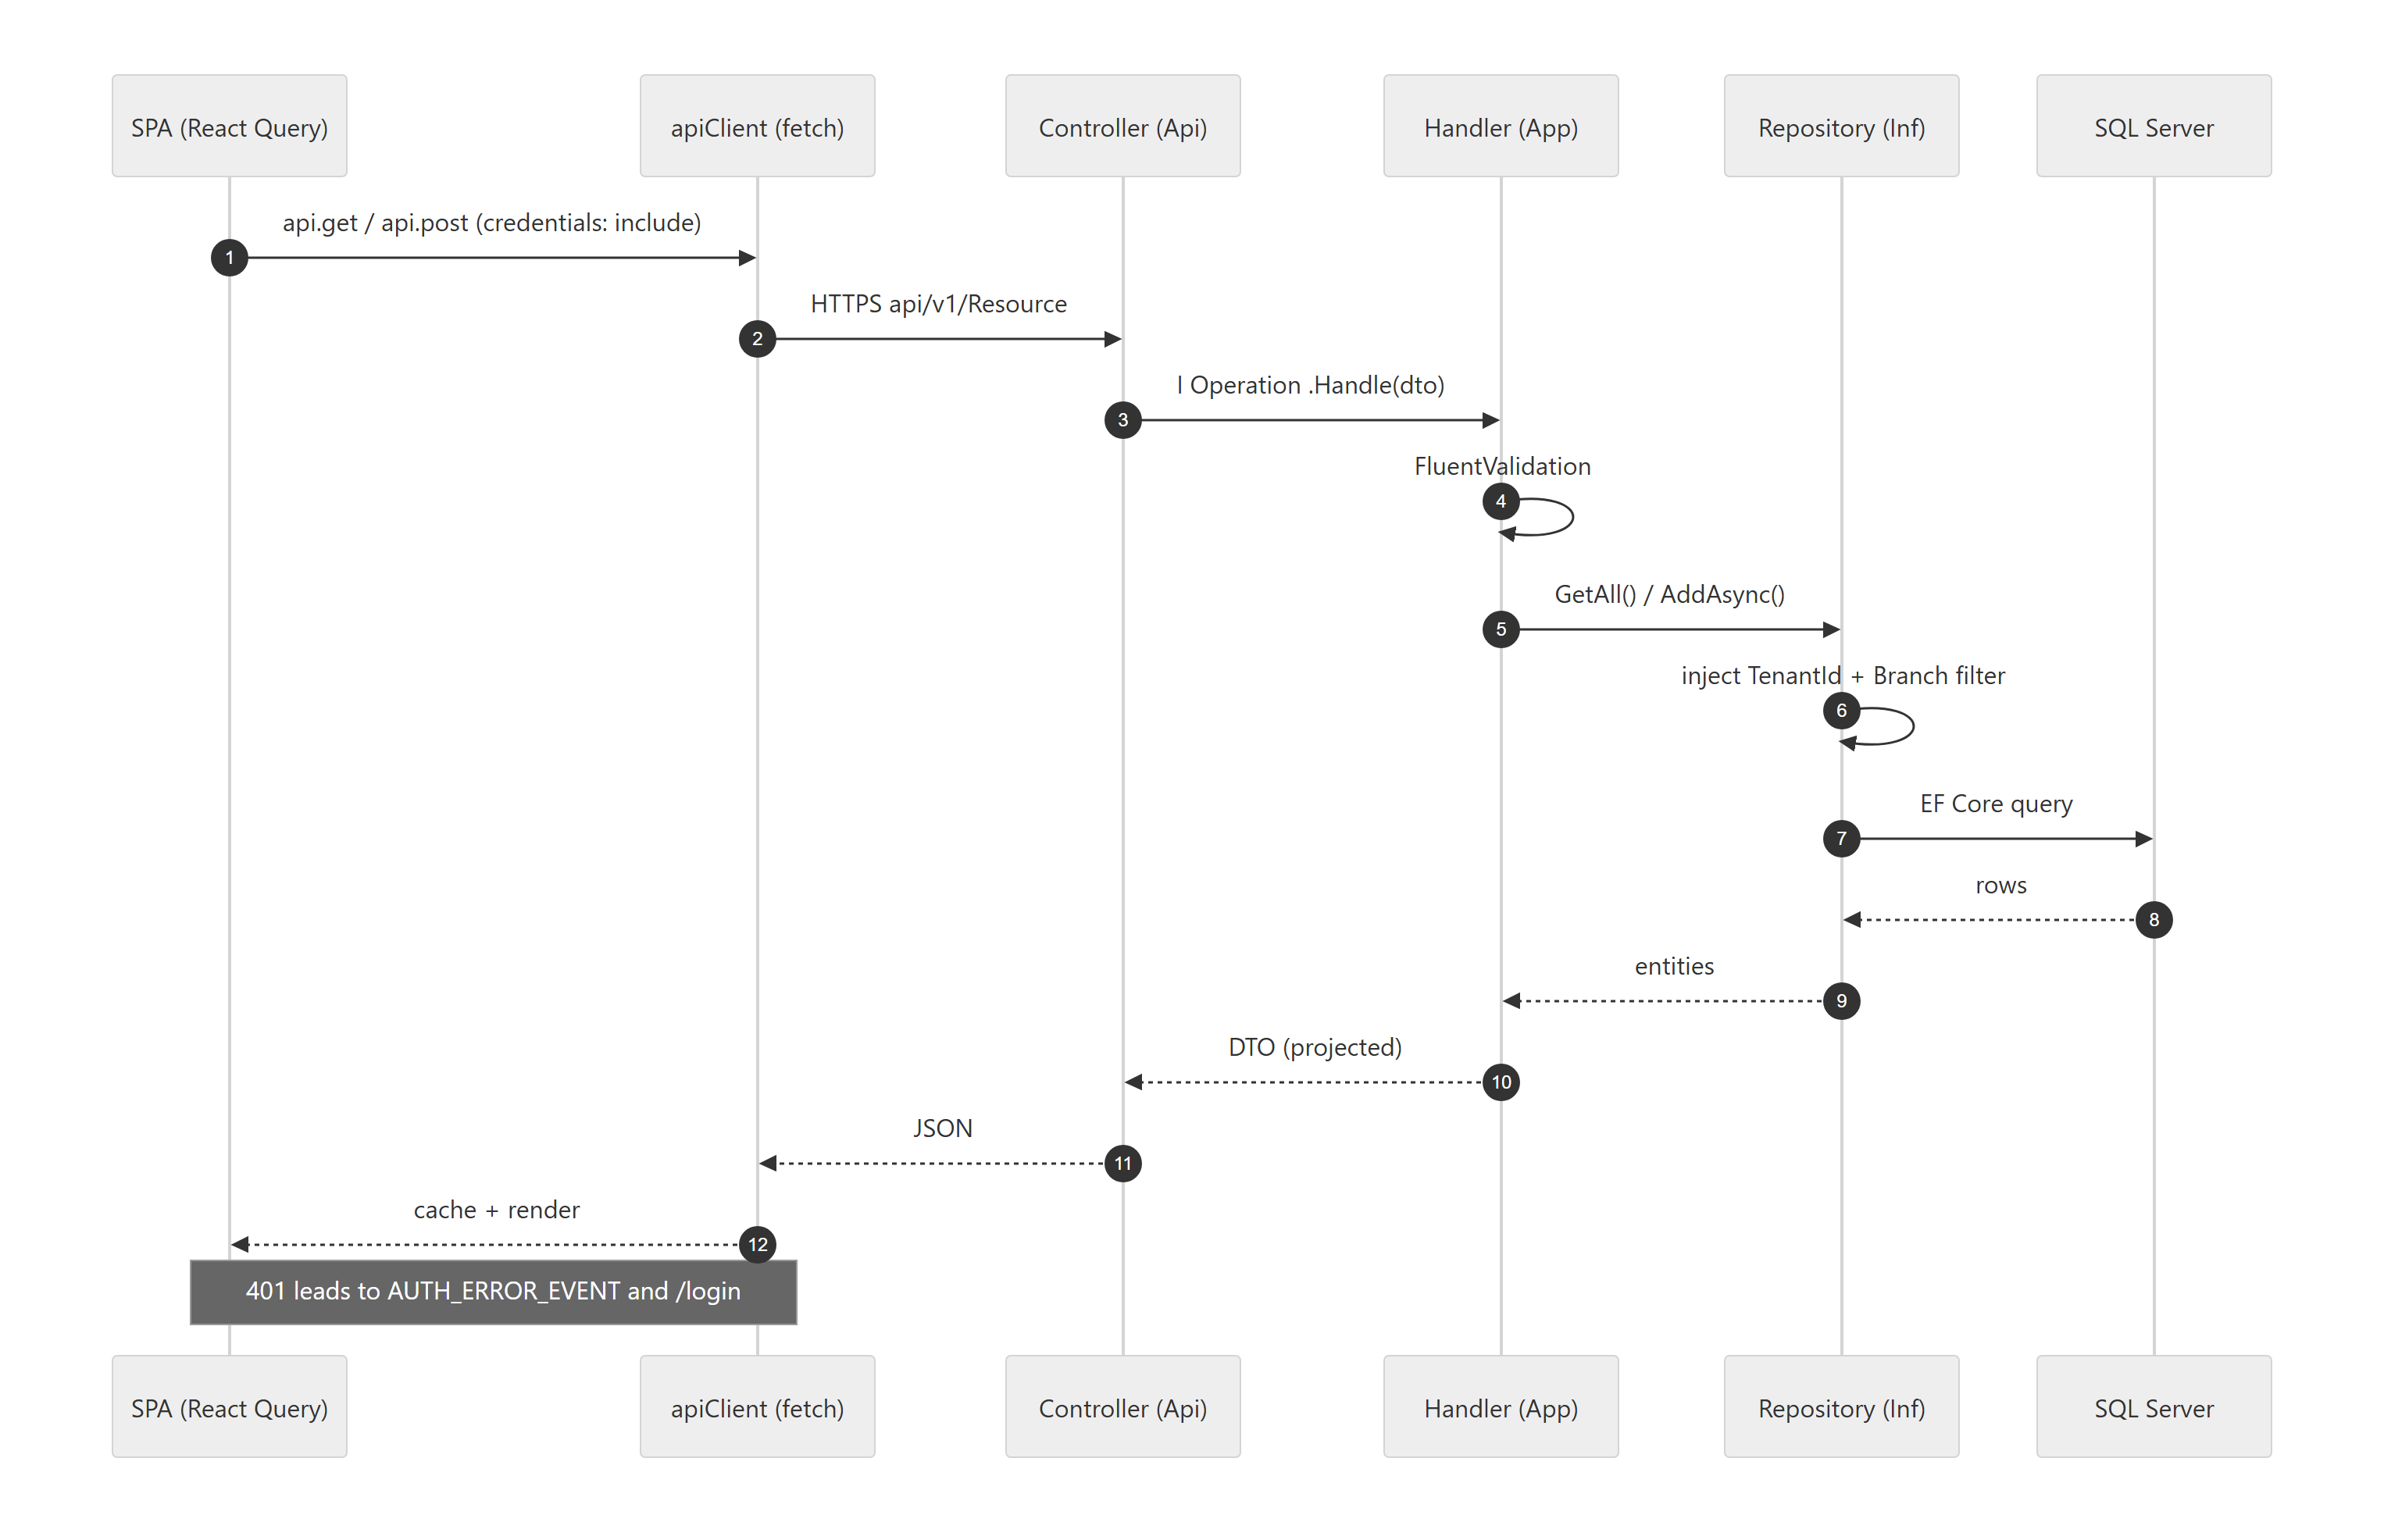 SPA (React Query)
apiClient (fetch)
Controller (Api)
Handler (App)
Repository (Inf)
SQL Server
api.get / api.post (credentials: include)
1
HTTPS api/v1/Resource
2
I Operation .Handle(dto)
3
FluentValidation
4
GetAll() / AddAsync()
5
inject TenantId + Branch filter
6
EF Core query
7
rows
8
entities
9
DTO (projected)
10
JSON
11
cache + render
12
401 leads to AUTH_ERROR_EVENT and /login
SPA (React Query)
apiClient (fetch)
Controller (Api)
Handler (App)
Repository (Inf)
SQL Server